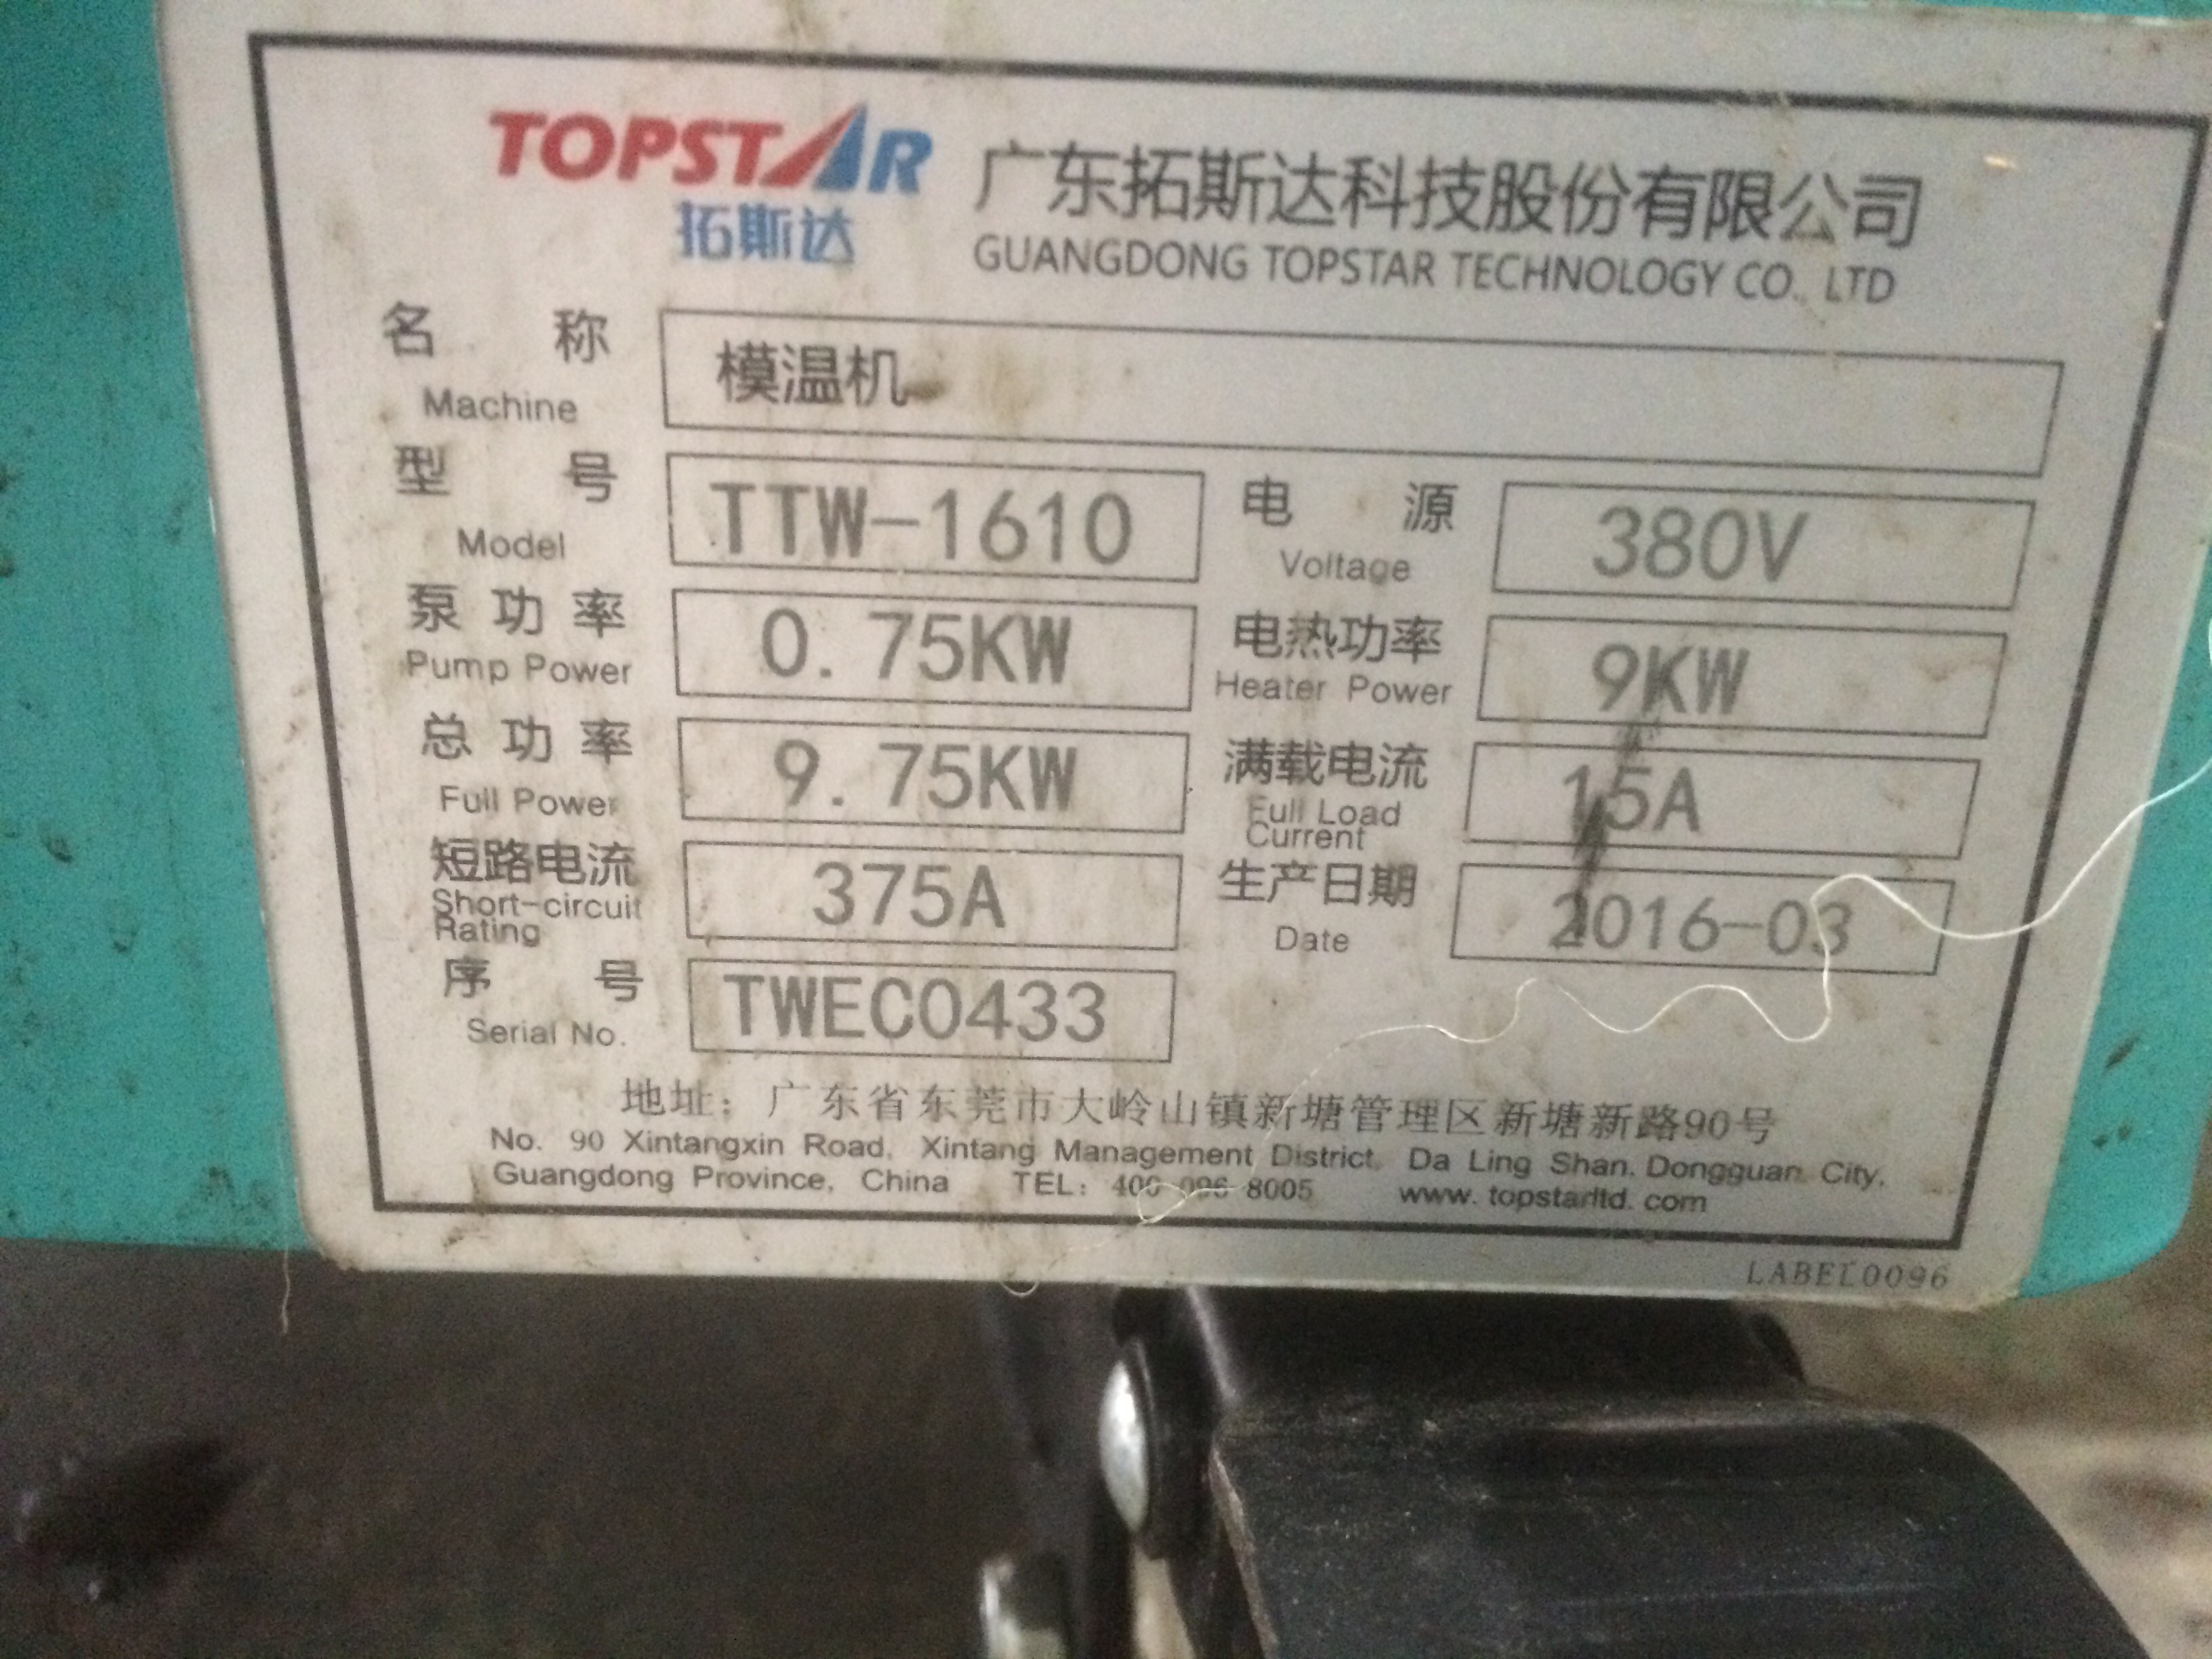 TOPSTAR
拓斯达
广东拓斯达科技股份有限公司
GUANGDONG TOPSTAR TECHNOLOGY CO., LTD
名 称 模温机
Machine
型 号 TTW-1610 电 源 380V
Model Voltage
泵 功 率 0.75KW 电热功率 9KW
Pump Power Heater Power
总 功 率 9.75KW 满载电流 15A
Full Power Full Load
Current
短路电流 375A 生产日期 2016-03
Short-circuit
Rating Date
序 号 TWEC0433
Serial No.
地址：广东省东莞市大岭山镇新塘管理区新塘新路90号
No. 90 Xintangxin Road, Xintang Management District, Da Ling Shan, Dongguan City,
Guangdong Province, China TEL: 400 096 8005 www.topstarltd.com
LABEL0096